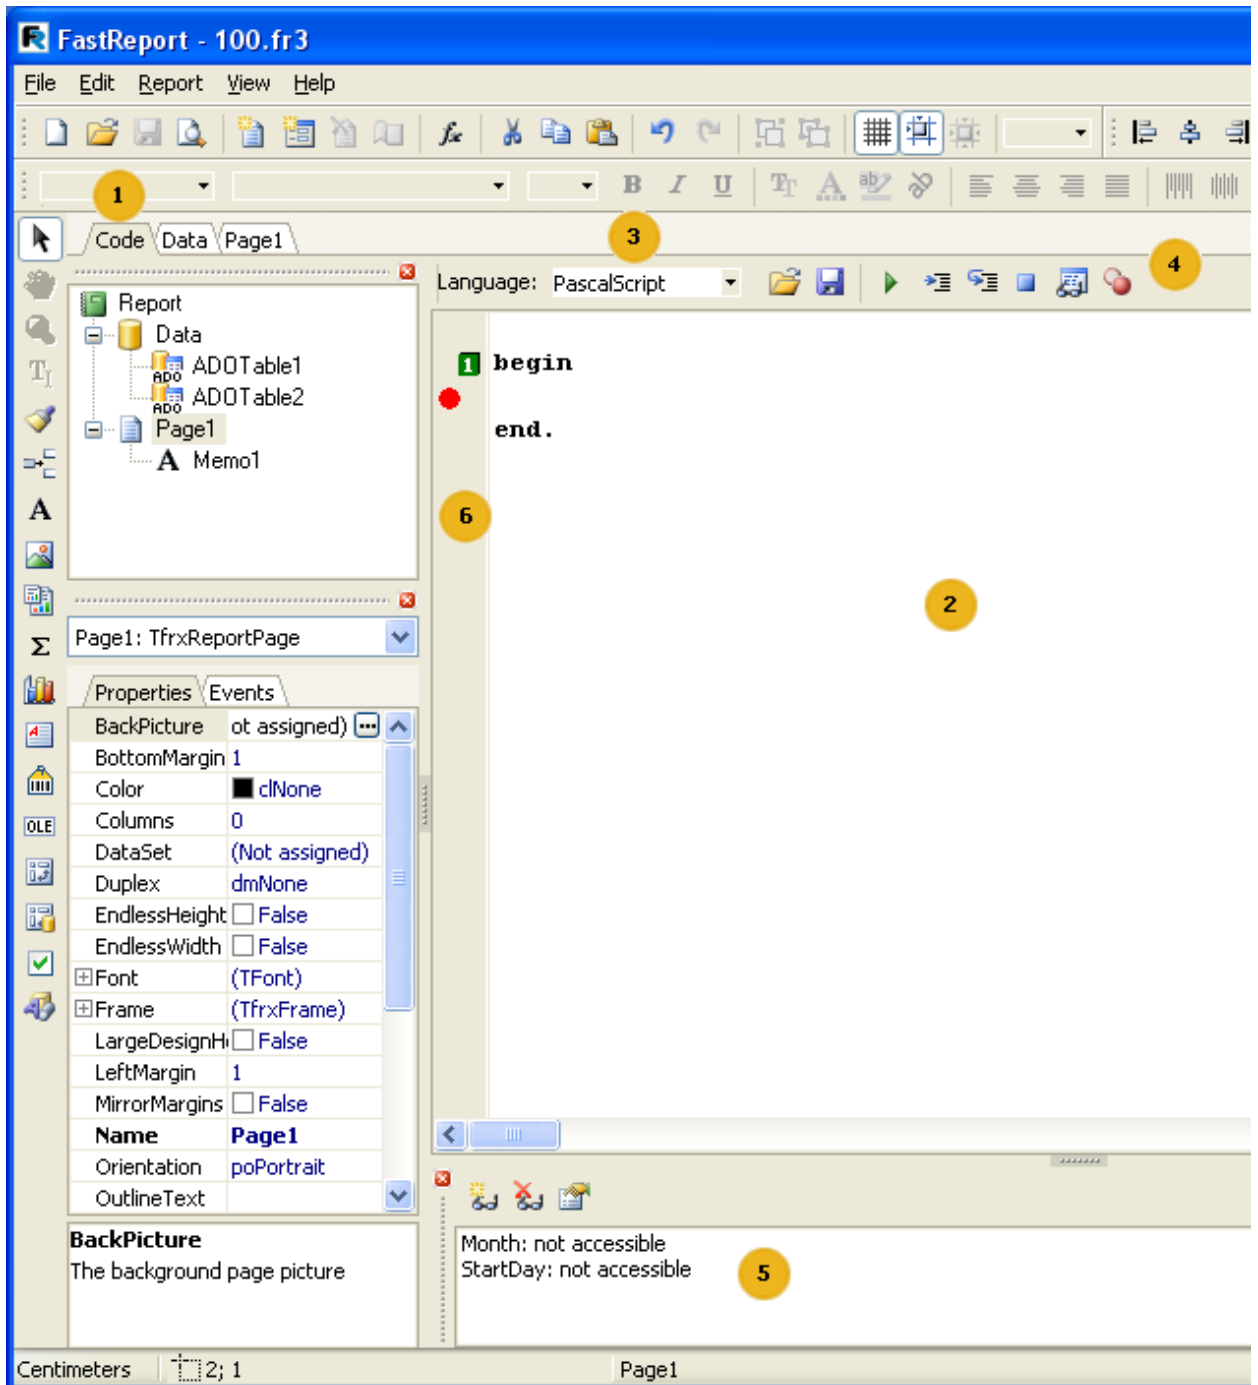 FastReport - 100.fr3
File Edit Report View Help
B I U
1
Code Data Page1
3
4
Language: PascalScript
Report
Data
ADO ADOTable1
ADO ADOTable2
Page1
A Memo1
1 begin
end.
6
2
A
Σ
OLE
Page1: TfrxReportPage
Properties Events
BackPicture ot assigned) ...
BottomMargin 1
Color clNone
Columns 0
DataSet (Not assigned)
Duplex dmNone
EndlessHeight False
EndlessWidth False
Font (TFont)
Frame (TfrxFrame)
LargeDesignH False
LeftMargin 1
MirrorMargins False
Name Page1
Orientation poPortrait
OutlineText
BackPicture
The background page picture
Month: not accessible
StartDay: not accessible
5
Centimeters 2; 1 Page1